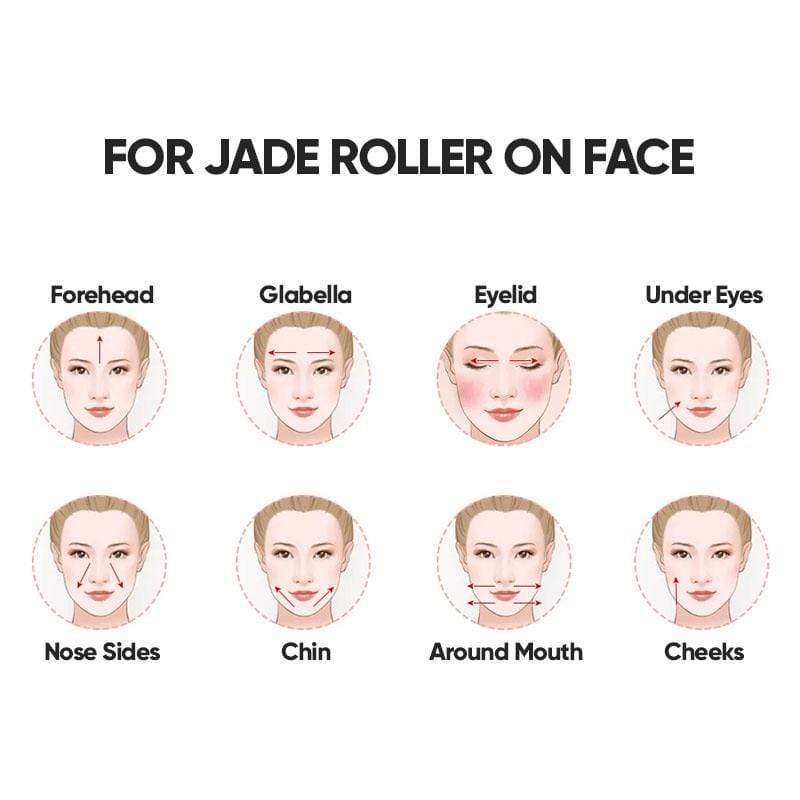 FOR JADE ROLLER ON FACE
Forehead
Glabella
Eyelid
Under Eyes
Nose Sides
Chin
Around Mouth
Cheeks